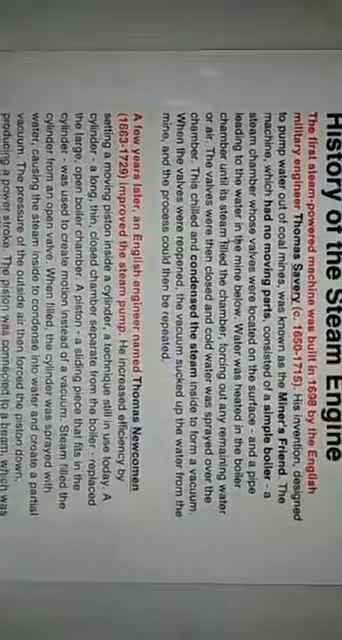 History of the Steam Engine
The first steam-powered machine was built in 1698 by the English
military engineer Thomas Savery (c. 1650-1715). His invention, designed
to pump water out of coal mines, was known as the Miner's Friend. The
machine, which had no moving parts, consisted of a simple boiler - a
steam chamber whose valves were located on the surface - and a pipe
leading to the water in the mine below. Water was heated in the boiler
chamber until its steam filled the chamber, forcing out any remaining water
or air. The valves were then closed and cold water was sprayed over the
chamber. This chilled and condensed the steam inside to form a vacuum.
When the valves were reopened, the vacuum sucked up the water from the
mine, and the process could then be repeated.
A few years later, an English engineer named Thomas Newcomen
(1663-1729) improved the steam pump. He increased efficiency by
setting a moving piston inside a cylinder, a technique still in use today. A
cylinder - a long, thin, closed chamber separate from the boiler - replaced
the large, open boiler chamber. A piston - a sliding piece that fits in the
cylinder - was used to create motion instead of a vacuum. Steam filled the
cylinder from an open valve. When filled, the cylinder was sprayed with
water, causing the steam inside to condense into water and create a partial
vacuum. The pressure of the outside air then forced the piston down,
producing a power stroke. The piston was connected to a beam, which was